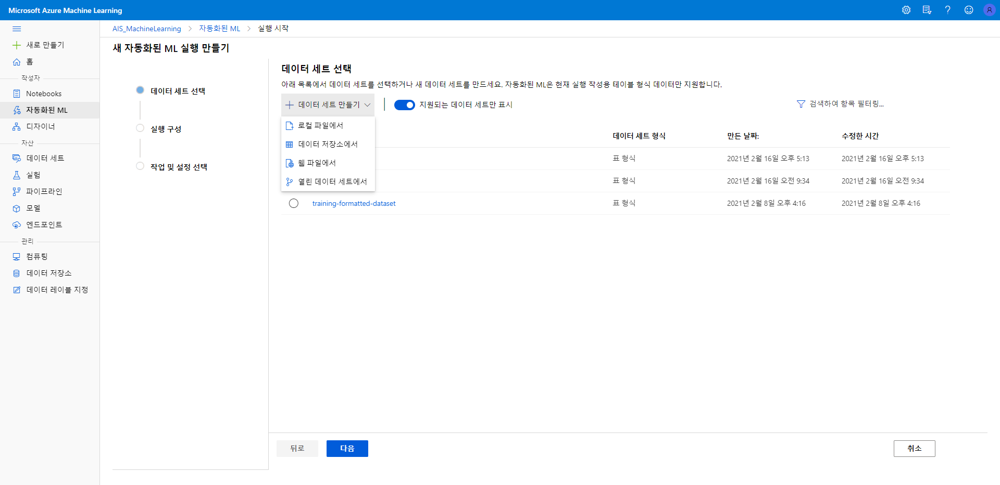 Microsoft Azure Machine Learning
AIS_MachineLearning > 자동화된 ML > 실행 시작
새로 만들기
홈
작성자
Notebooks
자동화된 ML
디자이너
자산
데이터 세트
실험
파이프라인
모델
엔드포인트
관리
컴퓨팅
데이터 저장소
데이터 레이블 지정
새 자동화된 ML 실행 만들기
데이터 세트 선택
실행 구성
작업 및 설정 선택
데이터 세트 선택
아래 목록에서 데이터 세트를 선택하거나 새 데이터 세트를 만드세요. 자동화된 ML은 현재 실행 작성용 테이블 형식 데이터만 지원합니다.
데이터 세트 만들기
지원되는 데이터 세트만 표시
검색하여 항목 필터링...
로컬 파일에서
데이터 저장소에서
웹 파일에서
열린 데이터 세트에서
데이터 세트 형식 만든 날짜: 수정한 시간
표 형식 2021년 2월 16일 오후 5:13 2021년 2월 16일 오후 5:13
표 형식 2021년 2월 16일 오전 9:34 2021년 2월 16일 오전 9:34
training-formatted-dataset 표 형식 2021년 2월 8일 오후 4:16 2021년 2월 8일 오후 4:16
뒤로
다음
취소